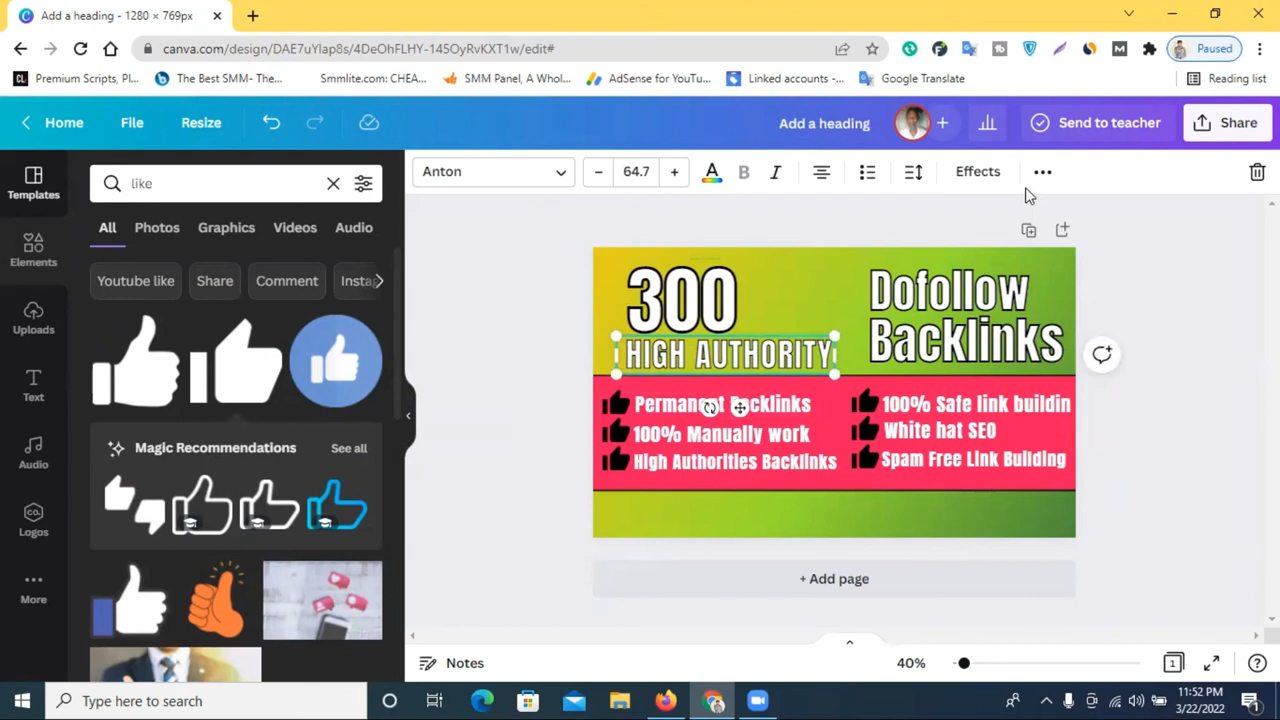 Add a heading - 1280 × 769px
canva.com/design/DAE7uYlap8s/4DeOhFLHY-145OyRvKXT1w/edit#
Paused
Premium Scripts, Pl...
The Best SMM- The...
Smmlite.com: CHEA...
SMM Panel, A Whol...
AdSense for YouTu...
Linked accounts -...
Google Translate
Reading list
Home
File
Resize
Add a heading
Send to teacher
Share
Templates
Elements
Uploads
Text
Audio
Logos
More
like
All
Photos
Graphics
Videos
Audio
Youtube like
Share
Comment
Insta
Magic Recommendations
See all
Anton
64.7
A
B
I
Effects
300
HIGH AUTHORITY
Dofollow
Backlinks
Permanent Backlinks
100% Manually work
High Authorities Backlinks
100% Safe link buildin
White hat SEO
Spam Free Link Building
+ Add page
Notes
40%
1
Type here to search
11:52 PM
3/22/2022
1